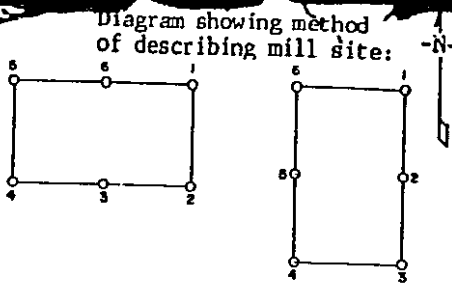 Diagram showing method
of describing mill site:
-N-
5 6 1
4 3 2
6 1
5 2
4 3